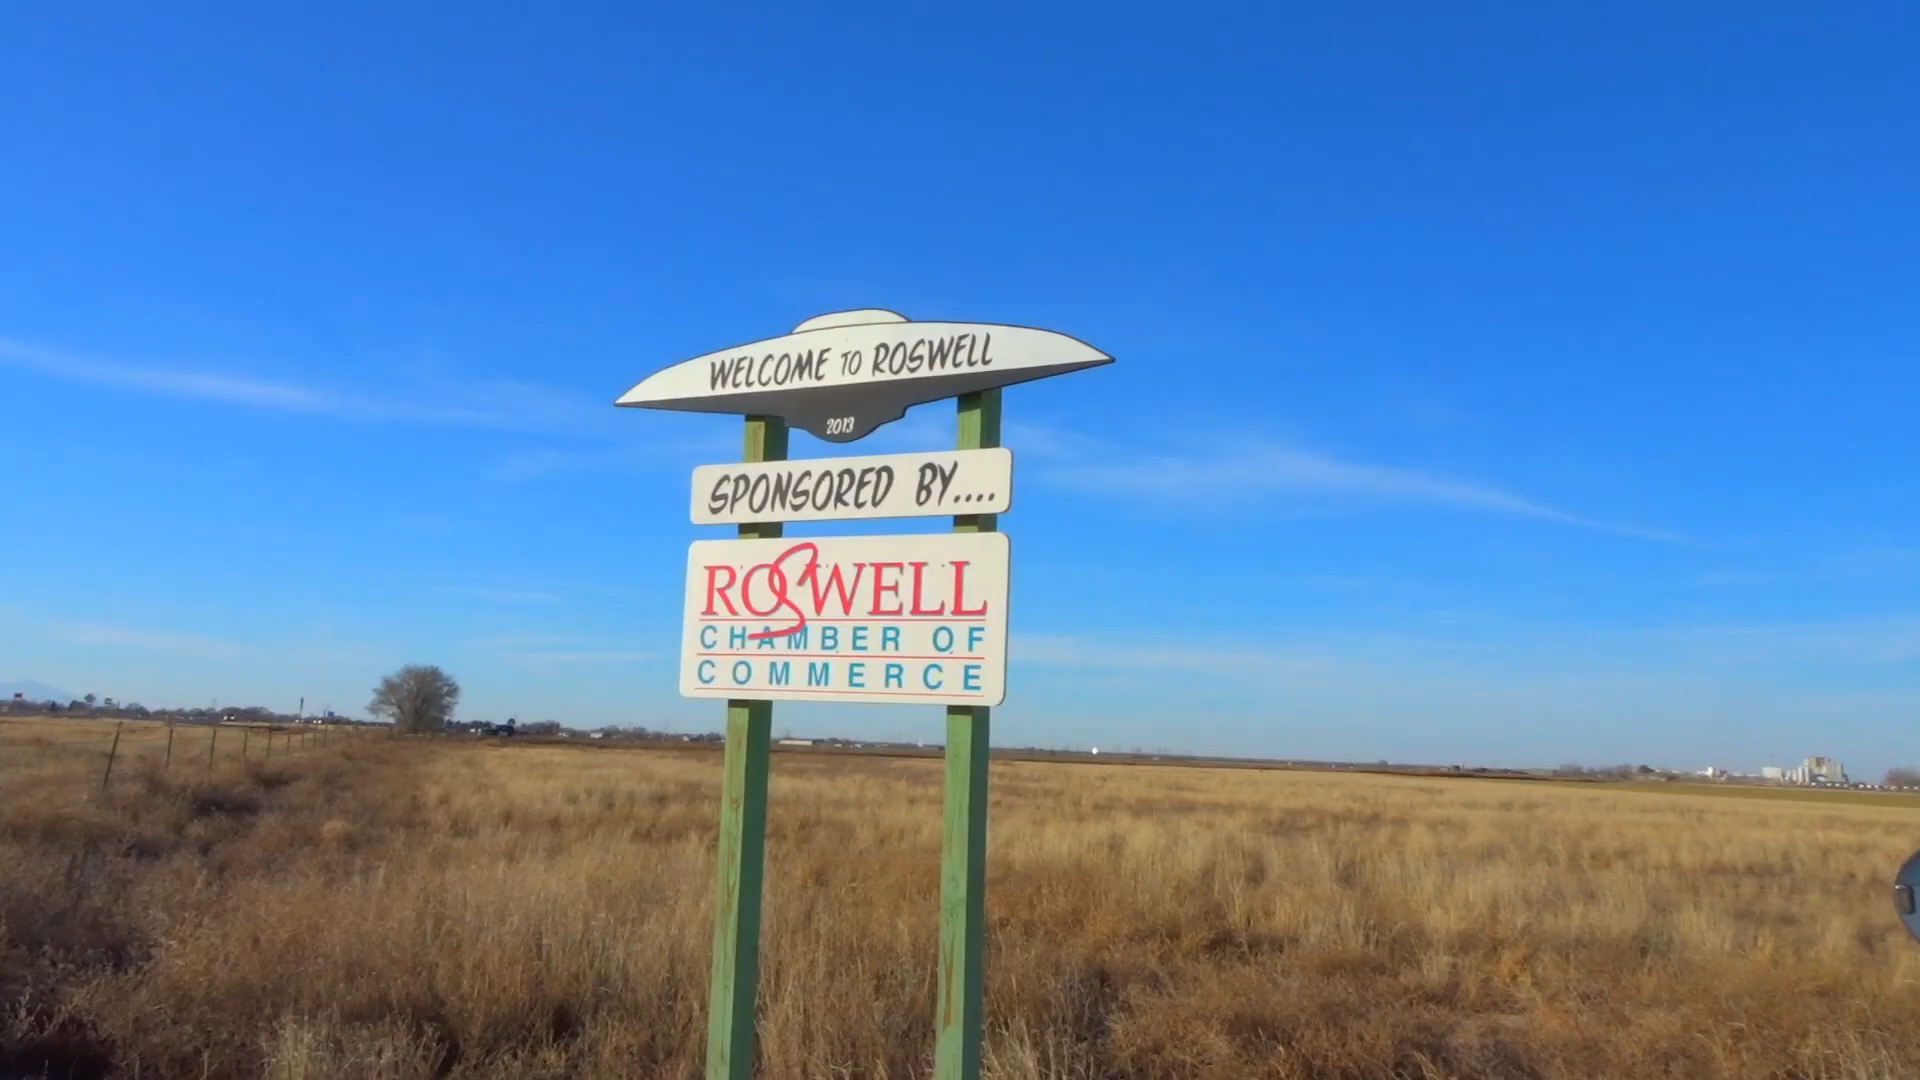 WELCOME TO ROSWELL
2013
SPONSORED BY....
ROSWELL
CHAMBER OF
COMMERCE